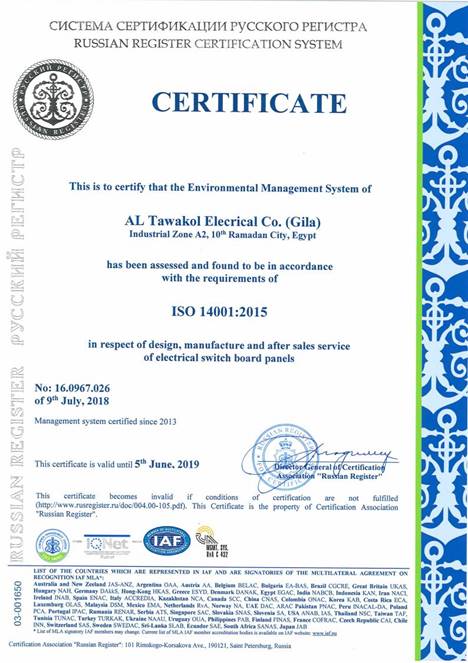 СИСТЕМА СЕРТИФИКАЦИИ РУССКОГО РЕГИСТРА
RUSSIAN REGISTER CERTIFICATION SYSTEM
РУССКИЙ РЕГИСТР
RUSSIAN REGISTER
CERTIFICATE
This is to certify that the Environmental Management System of
AL Tawakol Elecrical Co. (Gila)
Industrial Zone A2, 10th Ramadan City, Egypt
has been assessed and found to be in accordance
with the requirements of
ISO 14001:2015
in respect of design, manufacture and after sales service
of electrical switch board panels
No: 16.0967.026
of 9th July, 2018
Management system certified since 2013
This certificate is valid until 5th June, 2019
RUSSIAN REGISTER
Director General of Certification
Association "Russian Register"
This certificate becomes invalid if conditions of certification are not fulfilled
(http://www.rusregister.ru/doc/004.00-105.pdf). This Certificate is the property of Certification Association
"Russian Register".
IQNet
IAF
MGMT. SYS.
RvA C 432
RUSSIAN REGISTER РУССКИЙ РЕГИСТР
03-001650
LIST OF THE COUNTRIES WHICH ARE REPRESENTED IN IAF AND ARE SIGNATORIES OF THE MULTILATERAL AGREEMENT ON
RECOGNITION IAF MLA*:
Australia and New Zealand JAS-ANZ, Argentina OAA, Austria AA, Belgium BELAC, Bulgaria EA-BAS, Brazil CGCRE, Great Britain UKAS,
Hungary NAH, Germany DAkkS, Hong-Kong HKAS, Greece ESYD, Denmark DANAK, Egypt EGAC, India NABCB, Indonesia KAN, Iran NACI,
Ireland INAB, Spain ENAC, Italy ACCREDIA, Kazakhstan NCA, Canada SCC, China CNAS, Colombia ONAC, Korea KAB, Costa Rica ECA,
Luxemburg OLAS, Malaysia DSM, Mexico EMA, Netherlands RvA, Norway NA, UAE DAC, ARAC Pakistan PNAC, Peru INACAL-DA, Poland
PCA, Portugal IPAC, Romania RENAR, Serbia ATS, Singapore SAC, Slovakia SNAS, Slovenia SA, USA ANAB, IAS, Thailand NSC, Taiwan TAF,
Tunisia TUNAC, Turkey TURKAK, Ukraine NAAU, Uruguay OUA, Philippines PAB, Finland FINAS, France COFRAC, Czech Republic CAI, Chile
INN, Switzerland SAS, Sweden SWEDAC, Sri-Lanka SLAB, Ecuador SAE, South Africa SANAS, Japan JAB
* List of MLA signatory IAF members may change. Current list of MLA IAF member accreditation bodies is available on IAF website: www.iaf.nu
Certification Association "Russian Register": 101 Rimskogo-Korsakova Ave., 190121, Saint Petersburg, Russia